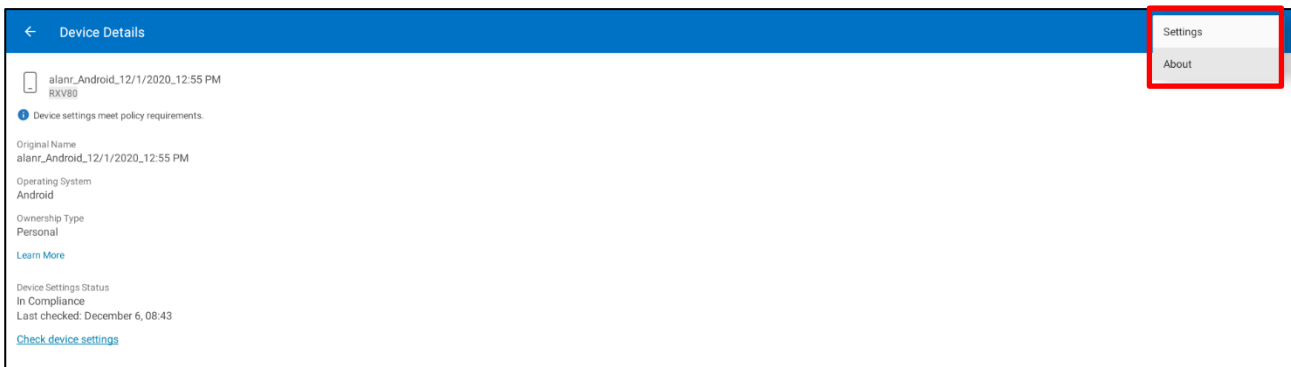 Device Details
Settings
About
alanr_Android_12/1/2020_12:55 PM
RXV80
Device settings meet policy requirements.
Original Name
alanr_Android_12/1/2020_12:55 PM
Operating System
Android
Ownership Type
Personal
Learn More
Device Settings Status
In Compliance
Last checked: December 6, 08:43
Check device settings